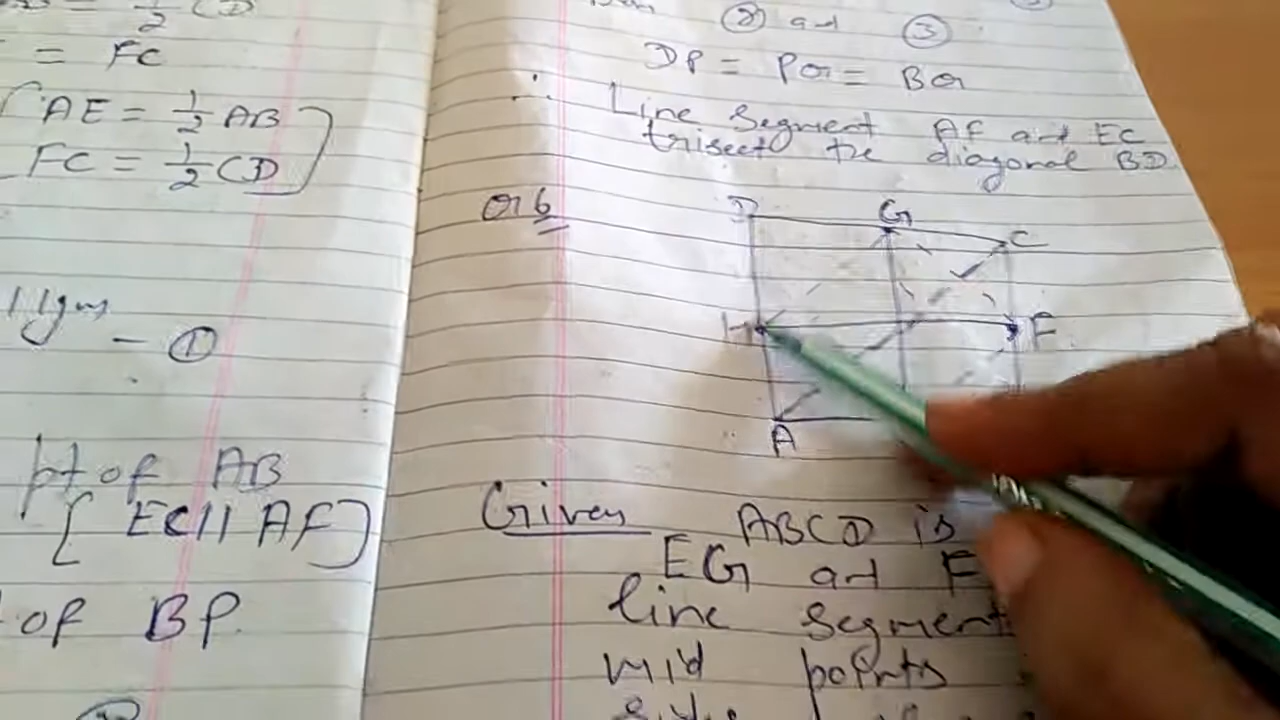 = FC
AE = 1/2 AB
FC = 1/2 CD
11gms - ①
pt of AB
[ EC || AF ]
of BP.
② and ③
DP = PQ = BQ
∴ Line Segment AF and EC
trisect the diagonal BD
Q6
D G C
H F
A
Given ABCD is
EG and F
line segment
mid points